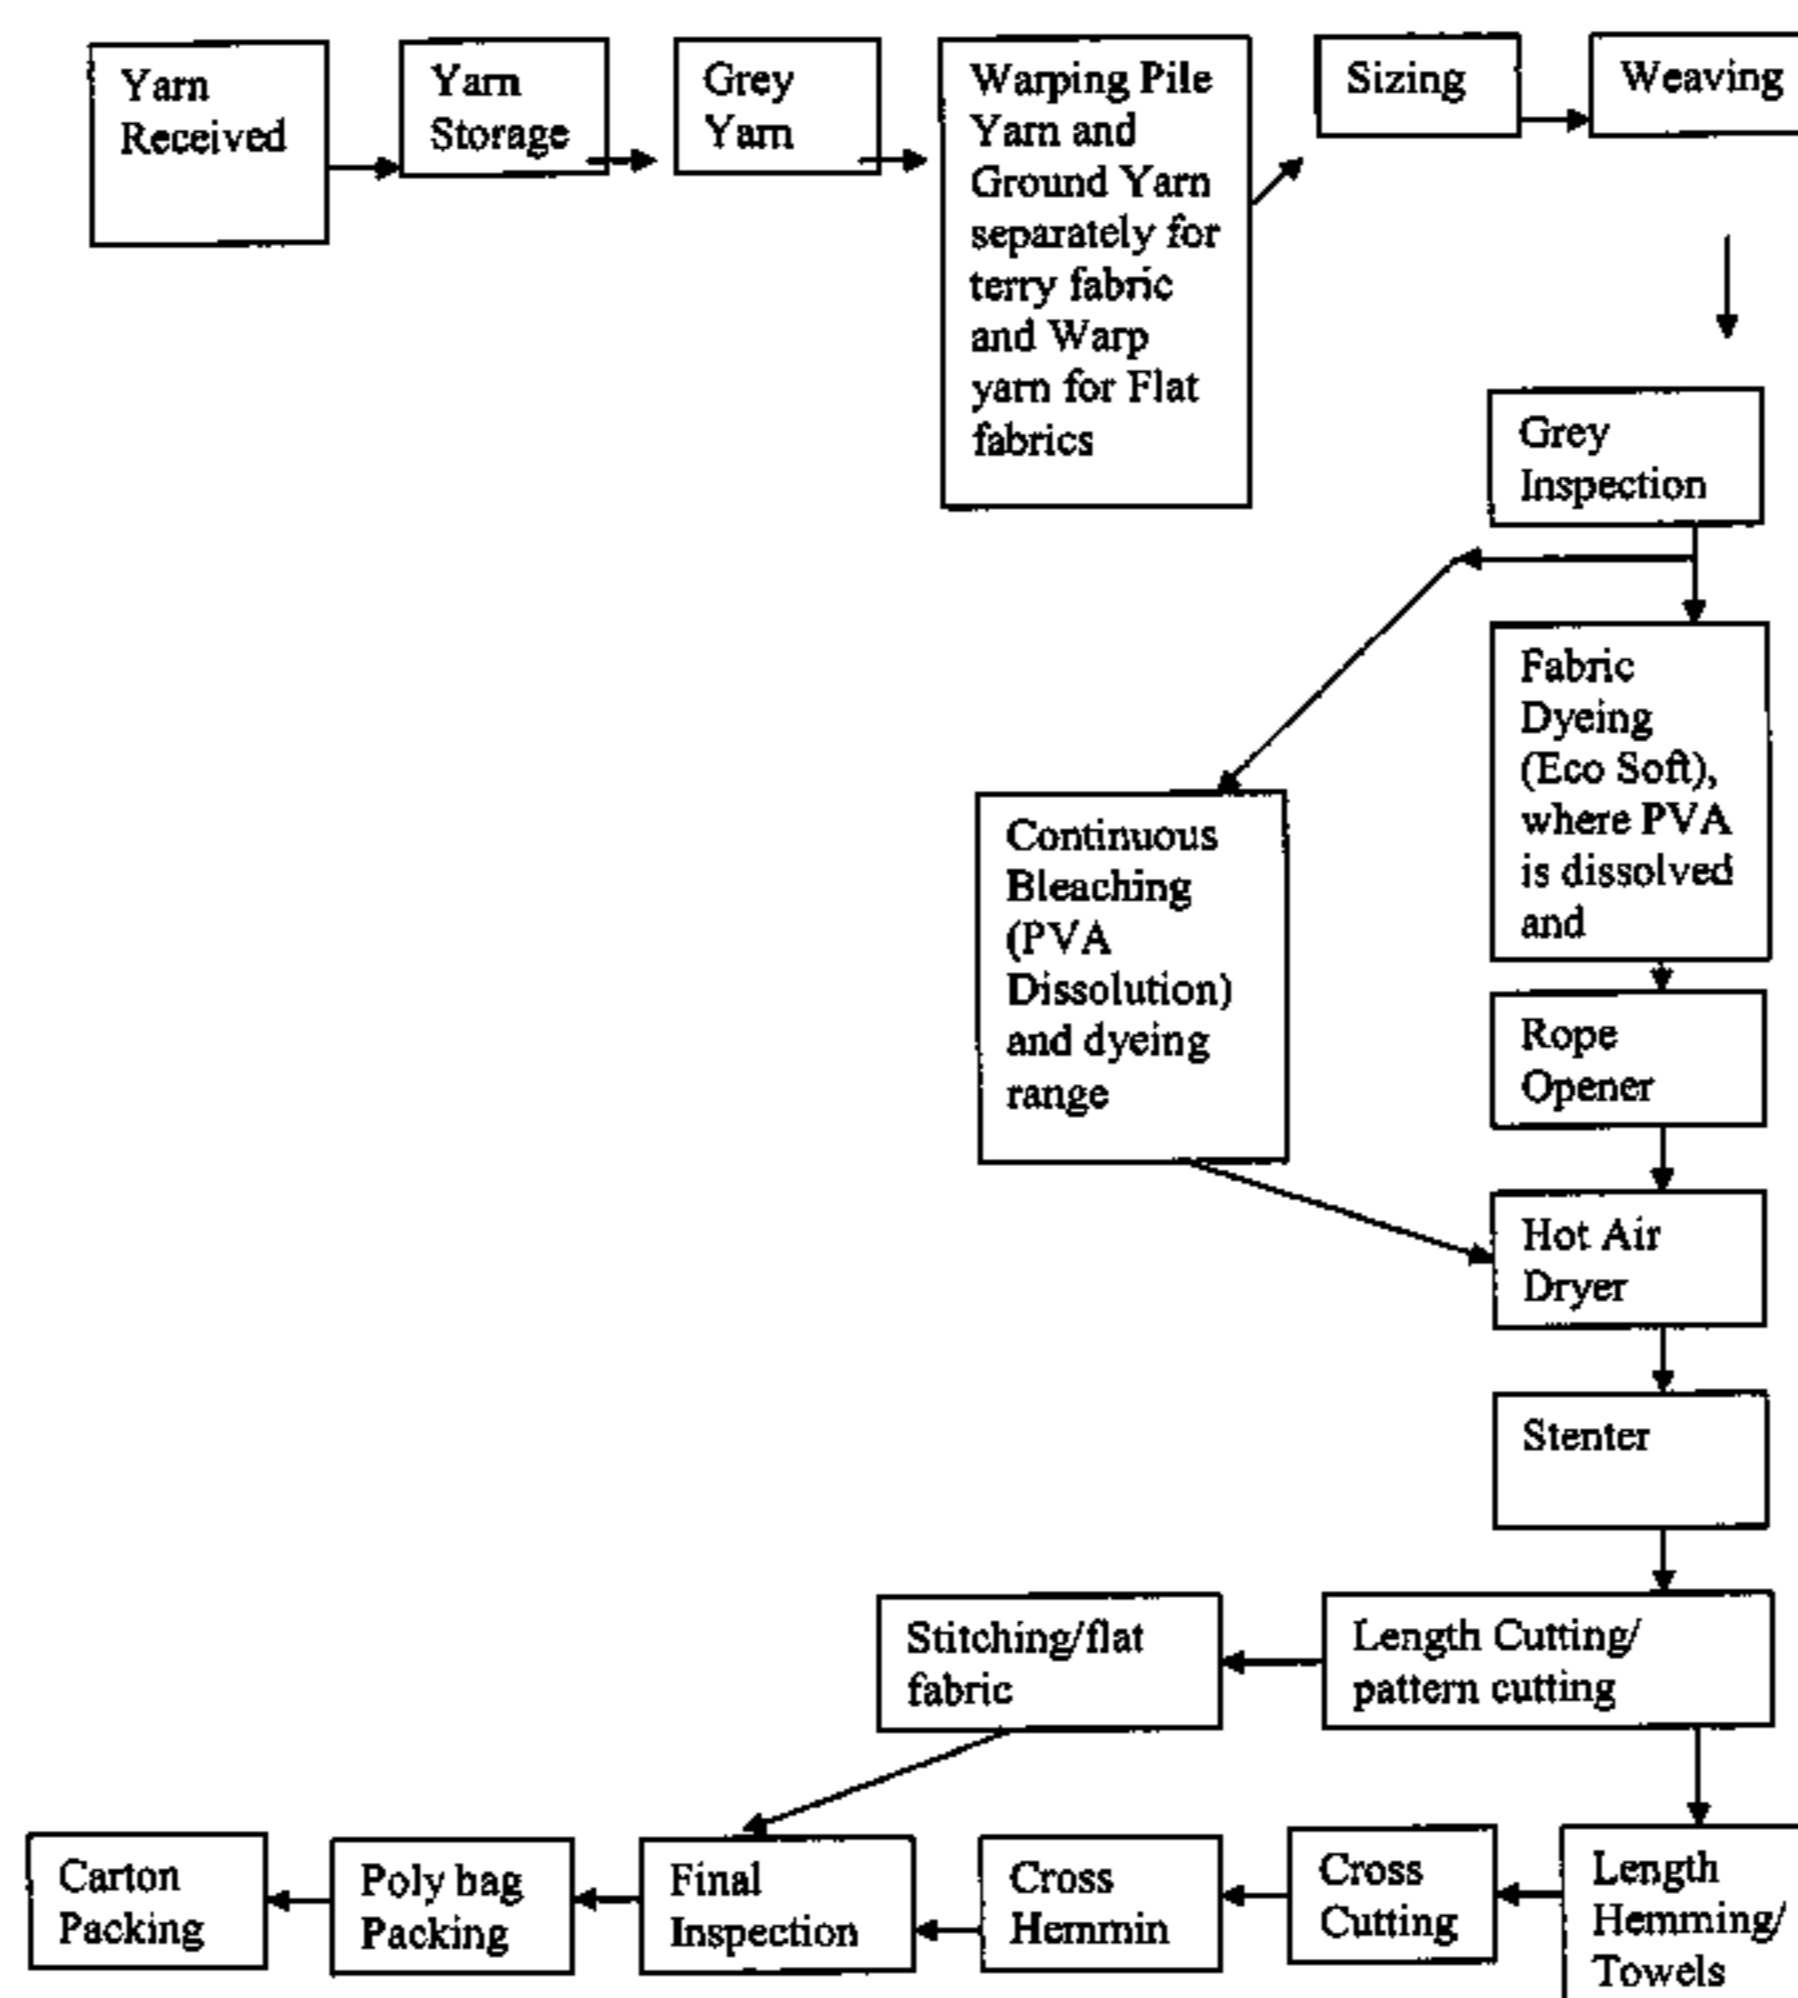 Yarn
Received
Yarn
Storage
Grey
Yarn
Warping Pile
Yarn and
Ground Yarn
separately for
terry fabric
and Warp
yarn for Flat
fabrics
Sizing
Weaving
Grey
Inspection
Fabric
Dyeing
(Eco Soft),
where PVA
is dissolved
and
Continuous
Bleaching
(PVA
Dissolution)
and dyeing
range
Rope
Opener
Hot Air
Dryer
Stenter
Length Cutting/
pattern cutting
Stitching/flat
fabric
Length
Hemming/
Towels
Cross
Cutting
Cross
Hemmin
Final
Inspection
Poly bag
Packing
Carton
Packing